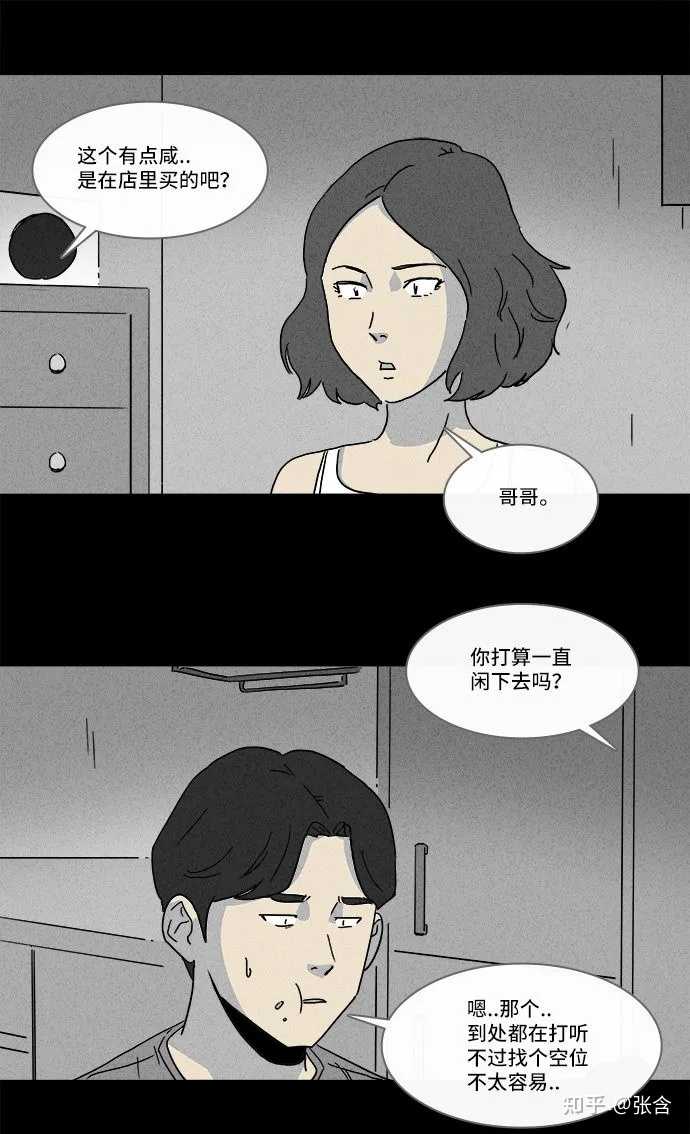 这个有点咸..
是在店里买的吧?
哥哥。
你打算一直
闲下去吗?
嗯..那个..
到处都在打听
不过找个空位
不太容易..
知乎 @张含